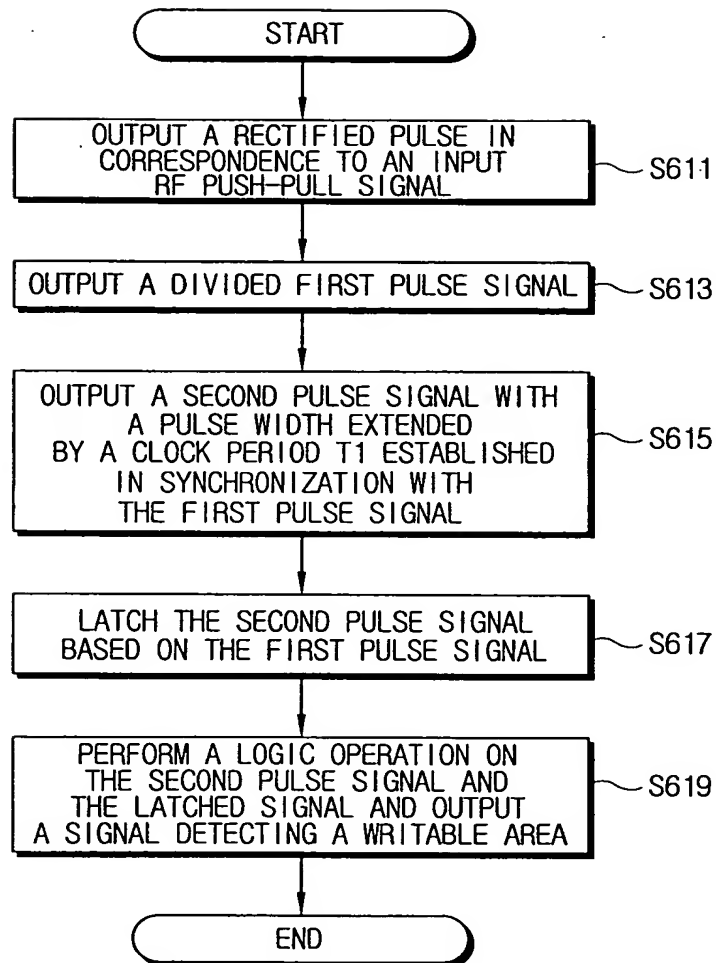 START
OUTPUT A RECTIFIED PULSE IN
CORRESPONDENCE TO AN INPUT
RF PUSH-PULL SIGNAL
S611
OUTPUT A DIVIDED FIRST PULSE SIGNAL
S613
OUTPUT A SECOND PULSE SIGNAL WITH
A PULSE WIDTH EXTENDED
BY A CLOCK PERIOD T1 ESTABLISHED
IN SYNCHRONIZATION WITH
THE FIRST PULSE SIGNAL
S615
LATCH THE SECOND PULSE SIGNAL
BASED ON THE FIRST PULSE SIGNAL
S617
PERFORM A LOGIC OPERATION ON
THE SECOND PULSE SIGNAL AND
THE LATCHED SIGNAL AND OUTPUT
A SIGNAL DETECTING A WRITABLE AREA
S619
END